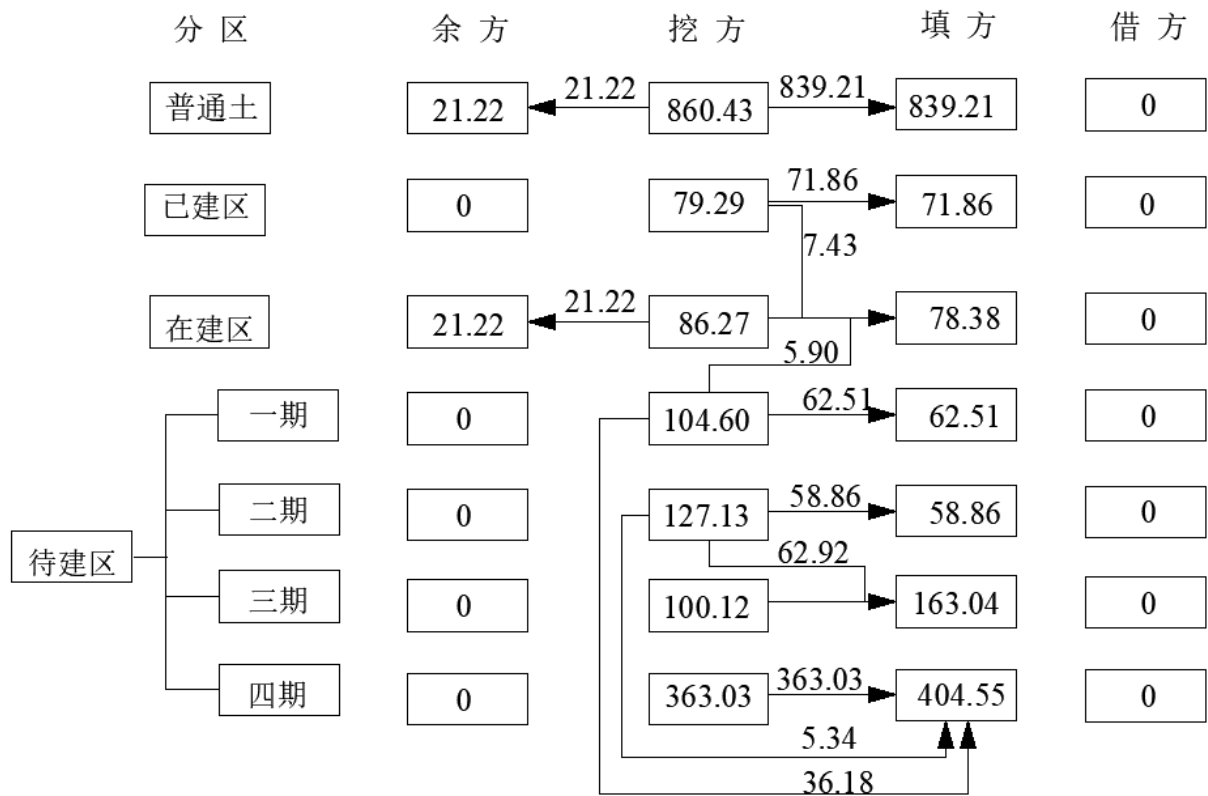 分 区 余 方 挖 方 填 方 借 方
普通土 21.22 21.22 860.43 839.21 839.21 0
已建区 0 79.29 71.86 71.86 0
7.43
在建区 21.22 21.22 86.27 78.38 0
5.90
一期 0 104.60 62.51 62.51 0
二期 0 127.13 58.86 58.86 0
待建区 62.92
三期 0 100.12 163.04 0
四期 0 363.03 363.03 404.55 0
5.34
36.18